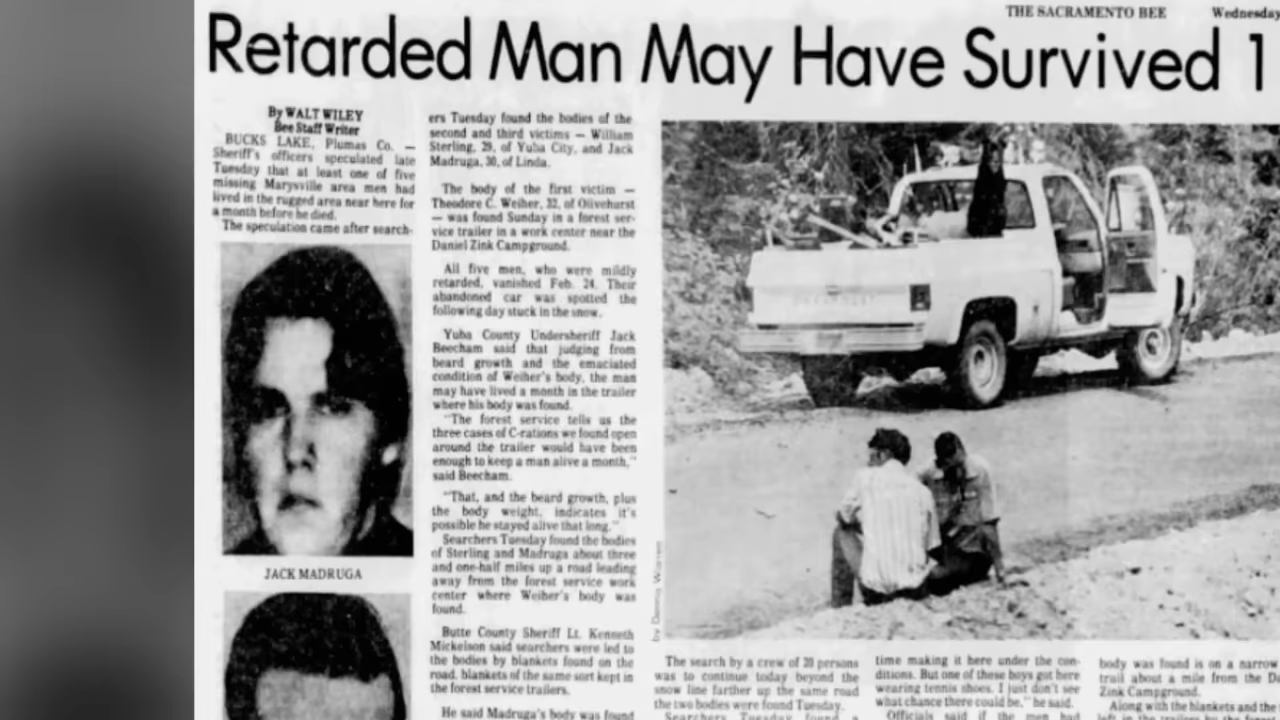 THE SACRAMENTO BEE Wednesday
Retarded Man May Have Survived 1
By WALT WILEY
Bee Staff Writer
BUCKS LAKE, Plumas Co. —
Sheriff's officers speculated late
Tuesday that at least one of five
missing Marysville area men had
lived in the rugged area near here for
a month before he died.
The speculation came after search-
JACK MADRUGA
ers Tuesday found the bodies of the
second and third victims — William
Sterling, 29, of Yuba City, and Jack
Madruga, 30, of Linda.
The body of the first victim —
Theodore C. Weiher, 32, of Olivehurst
— was found Sunday in a forest ser-
vice trailer in a work center near the
Daniel Zink Campground.
All five men, who were mildly
retarded, vanished Feb. 24. Their
abandoned car was spotted the
following day stuck in the snow.
Yuba County Undersheriff Jack
Beecham said that judging from
beard growth and the emaciated
condition of Weiher's body, the man
may have lived a month in the trailer
where his body was found.
"The forest service tells us the
three cases of C-rations we found open
around the trailer would have been
enough to keep a man alive a month,"
said Beecham.
"That, and the beard growth, plus
the body weight, indicates it's
possible he stayed alive that long."
Searchers Tuesday found the bodies
of Sterling and Madruga about three
and one-half miles up a road leading
away from the forest service work
center where Weiher's body was
found.
Butte County Sheriff Lt. Kenneth
Mickelson said searchers were led to
the bodies by blankets found on the
road, blankets of the same sort kept in
the forest service trailers.
He said Madruga's body was found
CHEVROLET
by Dennis Warren
The search by a crew of 20 persons
was to continue today beyond the
snow line farther up the same road
the two bodies were found Tuesday.
Searchers Tuesday found a
time making it here under the con-
ditions. But one of these boys got here
wearing tennis shoes. I just don't see
what chance there could be," he said.
Officials said if the men had
body was found is on a narrow
trail about a mile from the Da
Zink Campground.
Along with the blankets and the